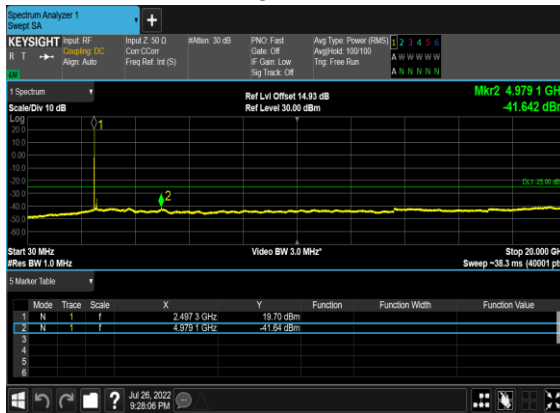 Spectrum Analyzer 1
Swept SA
KEYSIGHT Input: RF Input Z: 50 Ω #Atten: 30 dB PNO: Fast Avg Type: Power (RMS) 1 2 3 4 5 6
R T Coupling: DC Corr CCorr Gate: Off Avg|Hold: 100/100 A W W W W W
Align: Auto Freq Ref: Int (S) IF Gain: Low Trig: Free Run
LXI Sig Track: Off A N N N N N
1 Spectrum Ref Lvl Offset 14.93 dB Mkr2 4.979 1 GH
Scale/Div 10 dB Ref Level 30.00 dBm -41.642 dBr
Log
20.0
10.0
0.00
-10.0
-20.0
-30.0
-40.0
-50.0
-60.0
1
2
DL1 -25.00 dB
Start 30 MHz Video BW 3.0 MHz* Stop 20.000 GH
#Res BW 1.0 MHz Sweep ~38.3 ms (40001 pts
5 Marker Table
Mode Trace Scale X Y Function Function Width Function Value
1 N 1 f 2.497 3 GHz 19.70 dBm
2 N 1 f 4.979 1 GHz -41.64 dBm
3
4
5
6
? Jul 26, 2022
9:28:06 PM